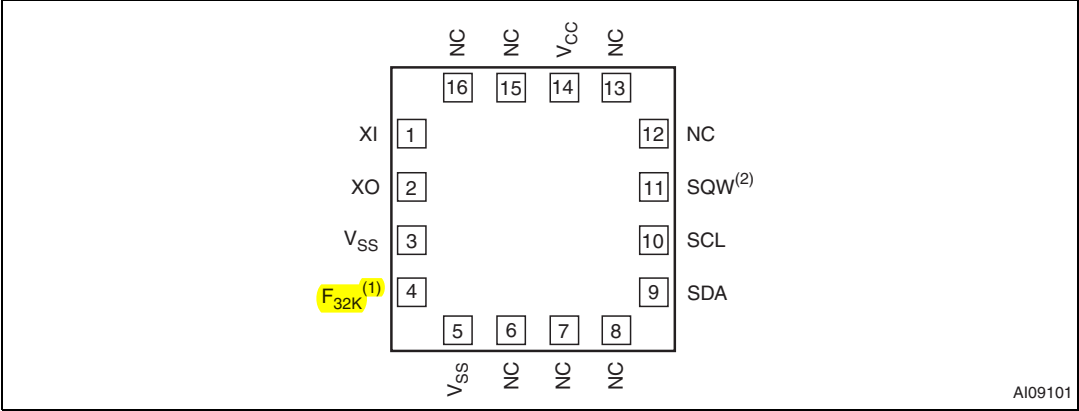 NC NC VCC NC
16 15 14 13
XI 1 12 NC
XO 2 11 SQW(2)
VSS 3 10 SCL
F32K(1) 4 9 SDA
5 6 7 8
VSS NC NC NC
AI09101